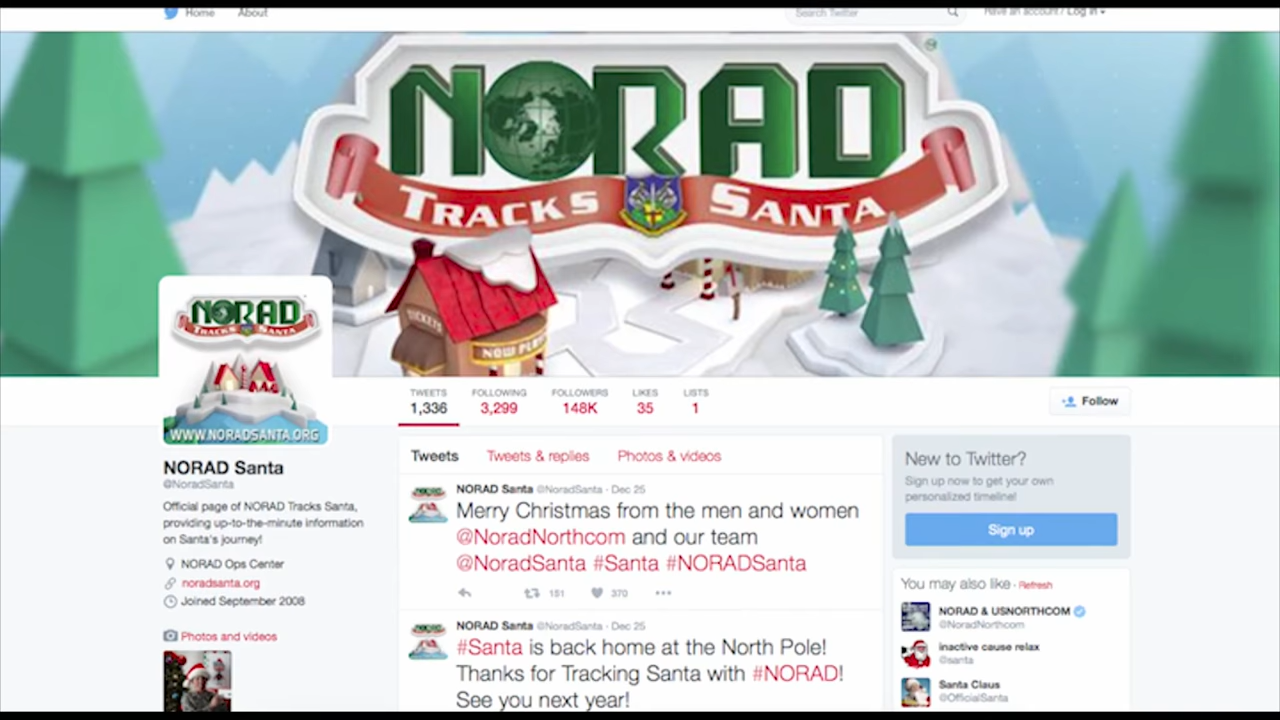 Home About
Search Twitter
Have an account? Log in
NORAD
TRACKS SANTA
TICKETS
NOW PLAY
NORAD
TRACKS SANTA
WWW.NORADSANTA.ORG
TWEETS FOLLOWING FOLLOWERS LIKES LISTS
1,336 3,299 148K 35 1
Follow
NORAD Santa
@NoradSanta
Official page of NORAD Tracks Santa,
providing up-to-the-minute information
on Santa's journey!
NORAD Ops Center
noradsanta.org
Joined September 2008
Photos and videos
Tweets Tweets & replies Photos & videos
NORAD Santa @NoradSanta · Dec 25
Merry Christmas from the men and women
@NoradNorthcom and our team
@NoradSanta #Santa #NORADSanta
151 370
NORAD Santa @NoradSanta · Dec 25
#Santa is back home at the North Pole!
Thanks for Tracking Santa with #NORAD!
See you next year!
New to Twitter?
Sign up now to get your own
personalized timeline!
Sign up
You may also like · Refresh
NORAD & USNORTHCOM
@NoradNorthcom
inactive cause relax
@santa
Santa Claus
@OfficialSanta